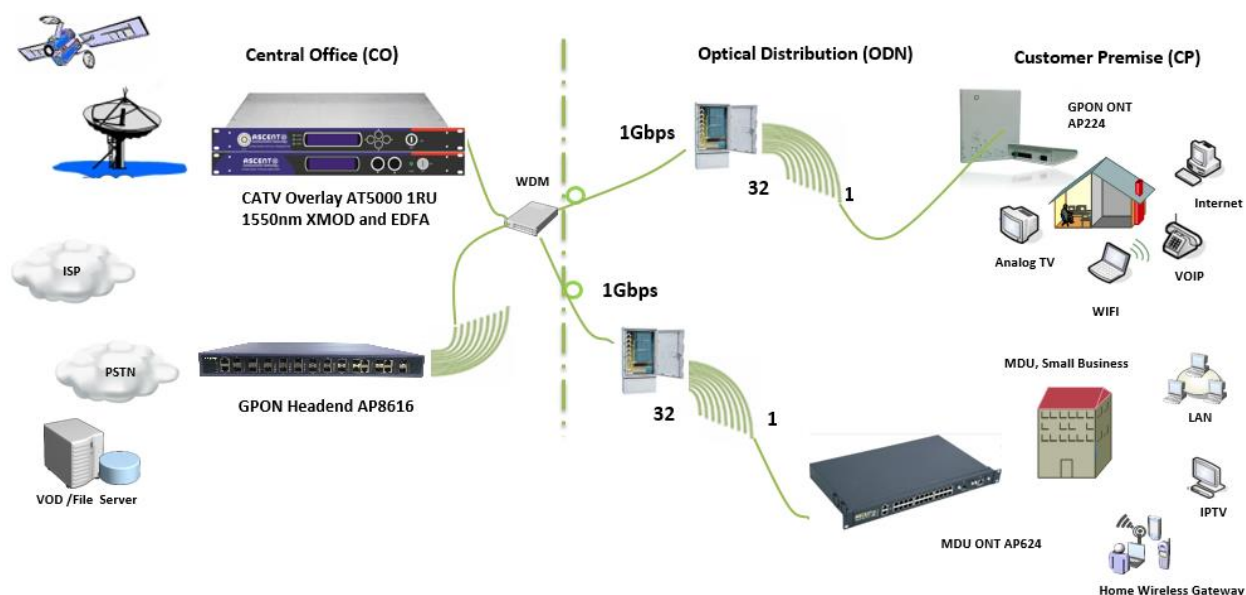 Central Office (CO)
Optical Distribution (ODN)
Customer Premise (CP)
GPON ONT
AP224
1Gbps
ASCENT
ASCENT
WDM
32
1
Internet
CATV Overlay AT5000 1RU
1550nm XMOD and EDFA
Analog TV
VOIP
WIFI
ISP
1Gbps
PSTN
MDU, Small Business
GPON Headend AP8616
32
1
LAN
VOD /File Server
IPTV
MDU ONT AP624
Home Wireless Gateway